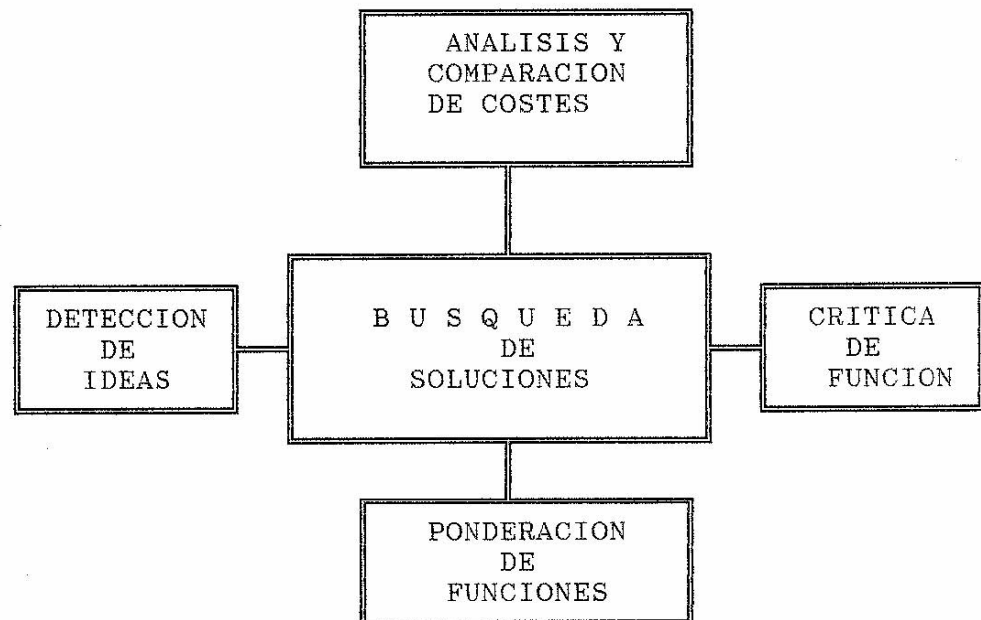 ANALISIS Y
COMPARACION
DE COSTES
DETECCION
DE
IDEAS
B U S Q U E D A
DE
SOLUCIONES
CRITICA
DE
FUNCION
PONDERACION
DE
FUNCIONES